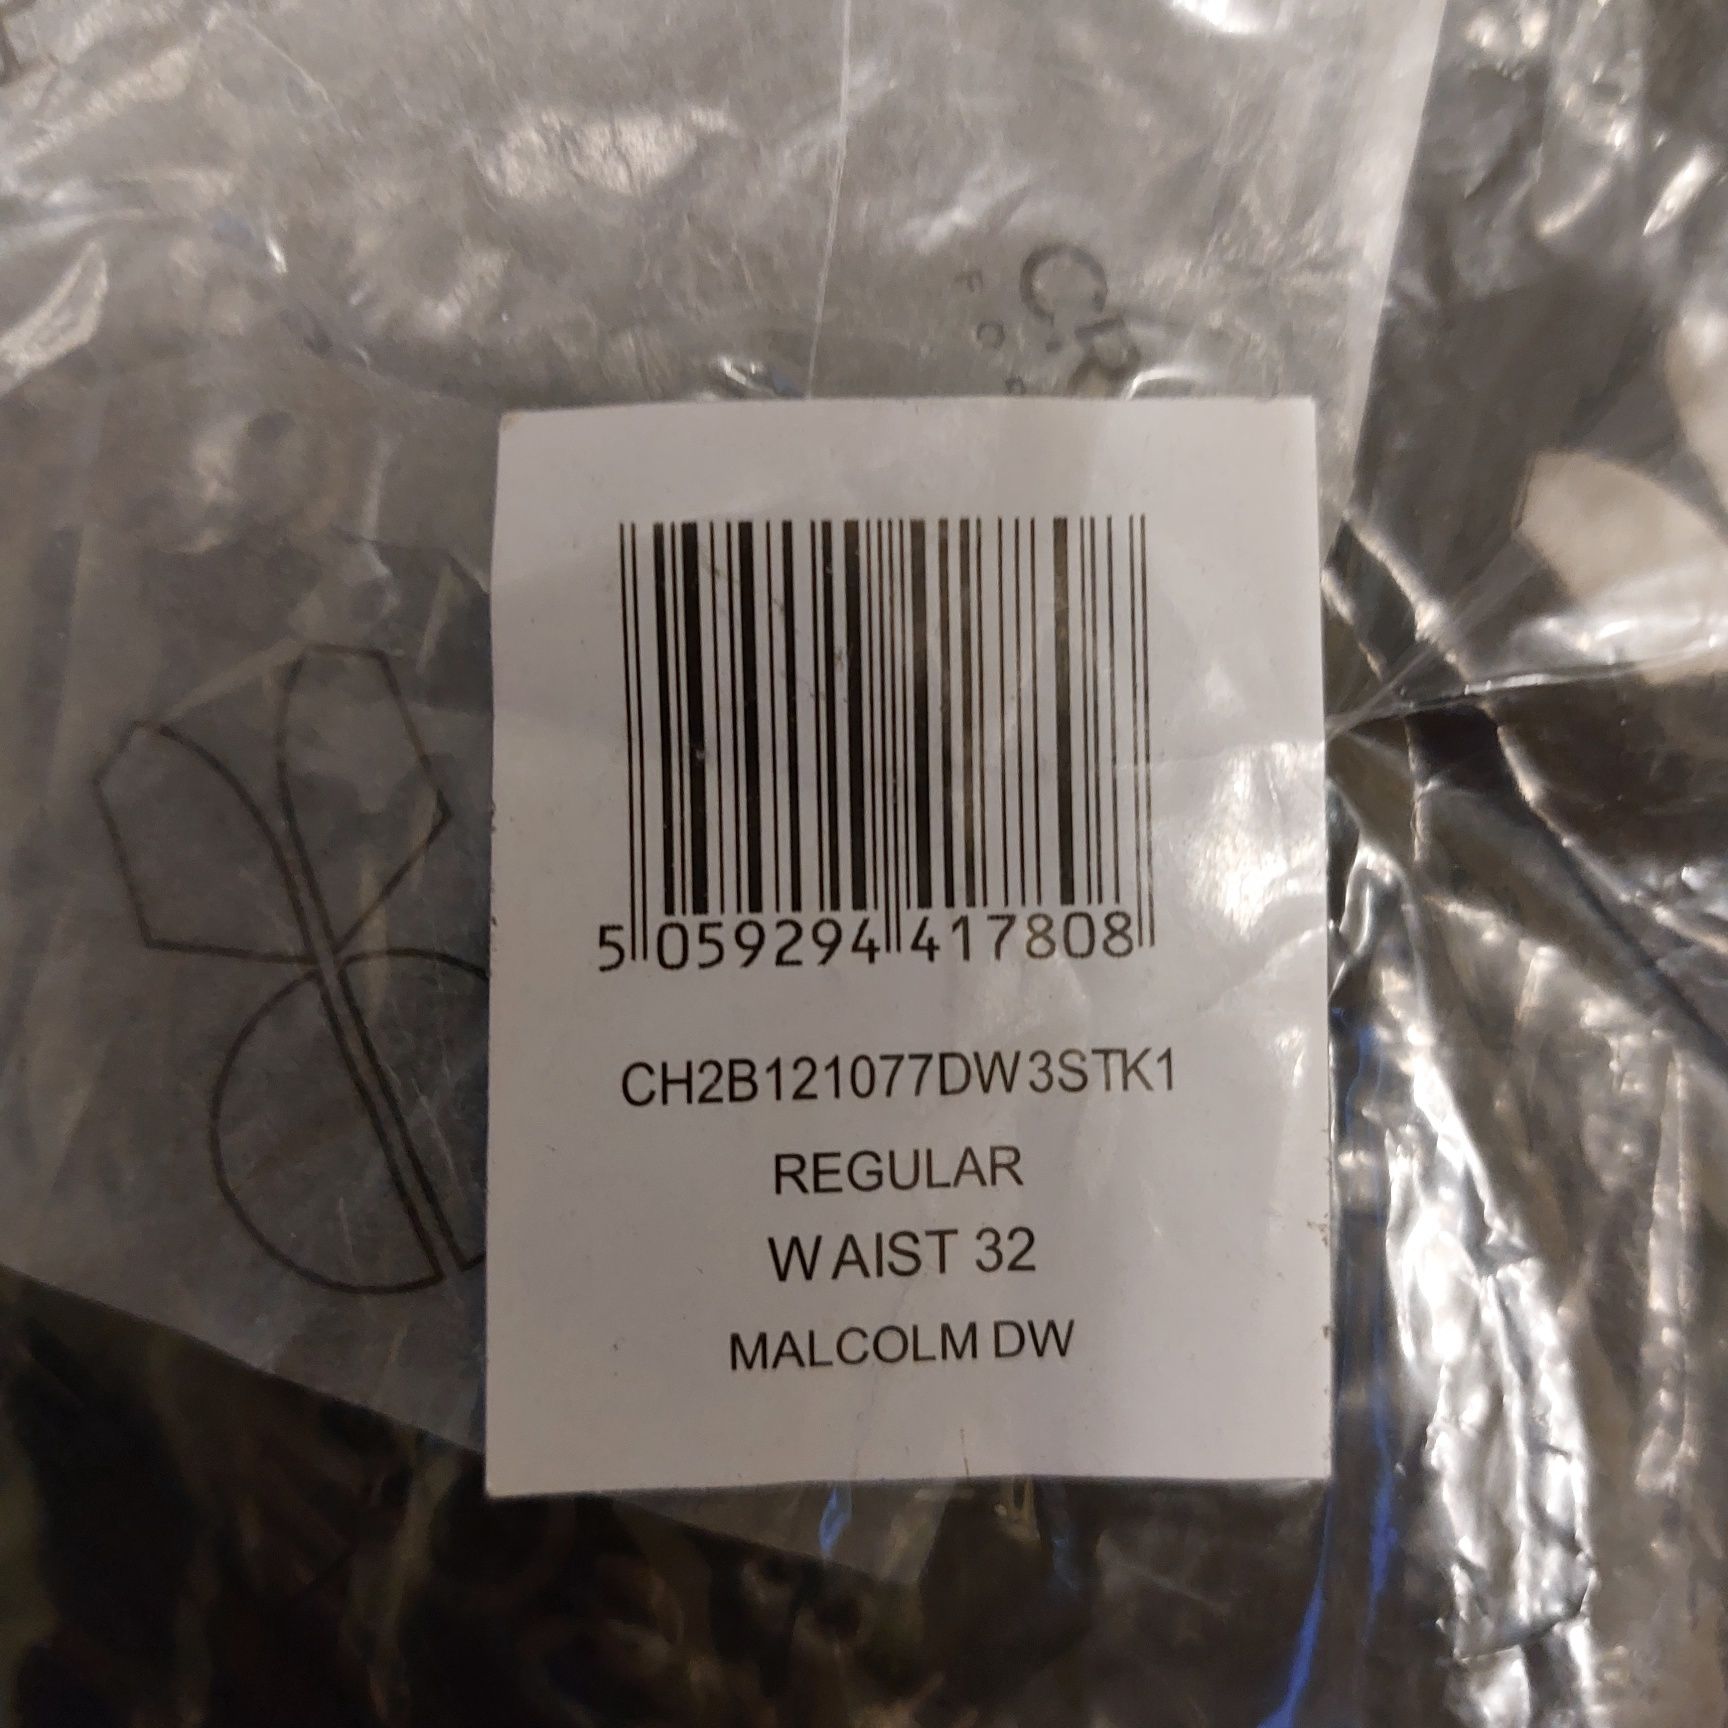 5 059294 417808
CH2B121077DW3STK1
REGULAR
WAIST 32
MALCOLM DW